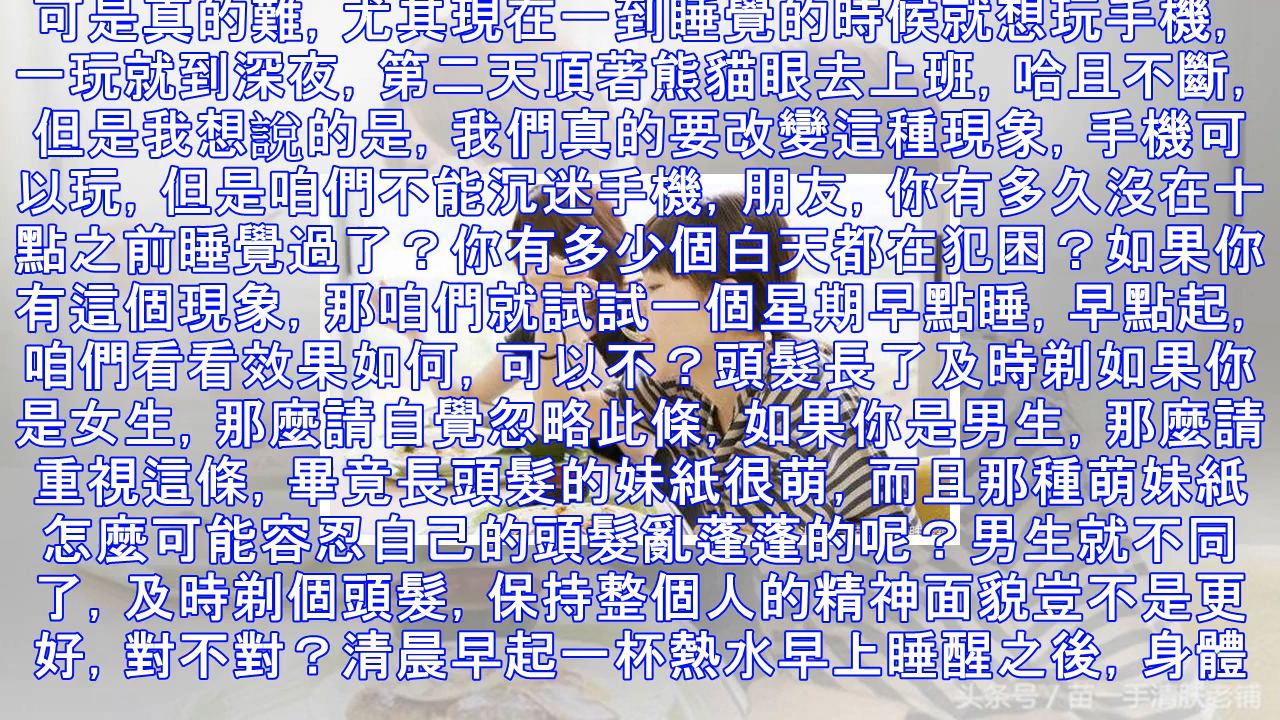 可是真的難, 尤其現在一到睡覺的時候就想玩手機,
一玩就到深夜, 第二天頂著熊貓眼去上班, 哈且不斷,
但是我想說的是, 我們真的要改變這種現象, 手機可
以玩, 但是咱們不能沉迷手機, 朋友, 你有多久沒在十
點之前睡覺過了？你有多少個白天都在犯困？如果你
有這個現象, 那咱們就試試一個星期早點睡, 早點起,
咱們看看效果如何, 可以不？頭髮長了及時剃如果你
是女生, 那麼請自覺忽略此條, 如果你是男生, 那麼請
重視這條, 畢竟長頭髮的妹紙很萌, 而且那種萌妹紙
怎麼可能容忍自己的頭髮亂蓬蓬的呢？男生就不同
了, 及時剃個頭髮, 保持整個人的精神面貌豈不是更
好, 對不對？清晨早起一杯熱水早上睡醒之後, 身體
头条号 / 苗一手清肤老铺